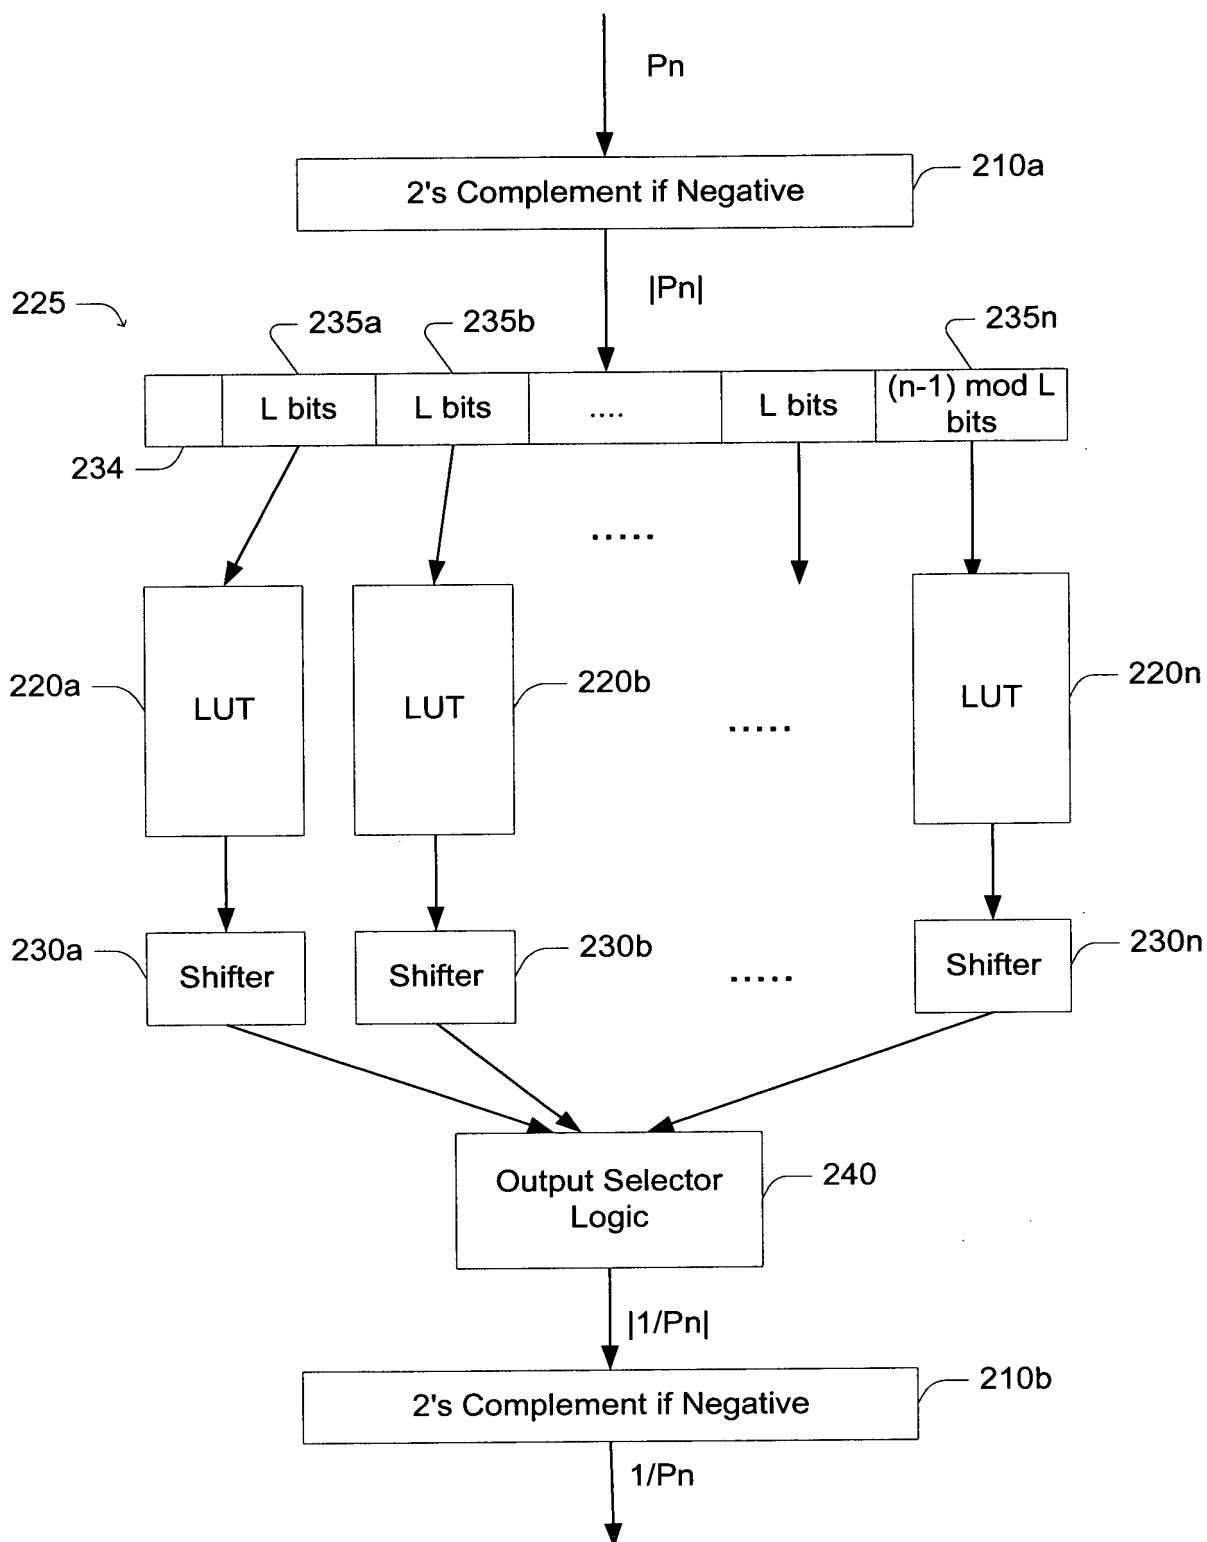 Pn
2's Complement if Negative
210a
|Pn|
225
235a
235b
235n
L bits
L bits
....
L bits
(n-1) mod L
bits
234
.....
LUT
LUT
LUT
220a
220b
220n
.....
230a
230b
230n
Shifter
Shifter
.....
Shifter
Output Selector
Logic
240
|1/Pn|
2's Complement if Negative
210b
1/Pn